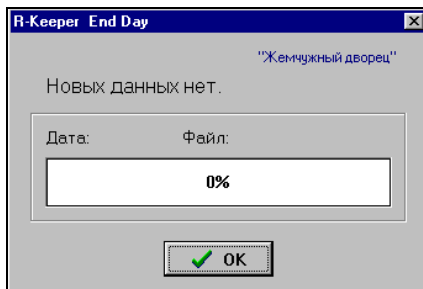 R-Keeper End Day
"Жемчужный дворец"
Новых данных нет.
Дата: Файл:
0%
OK